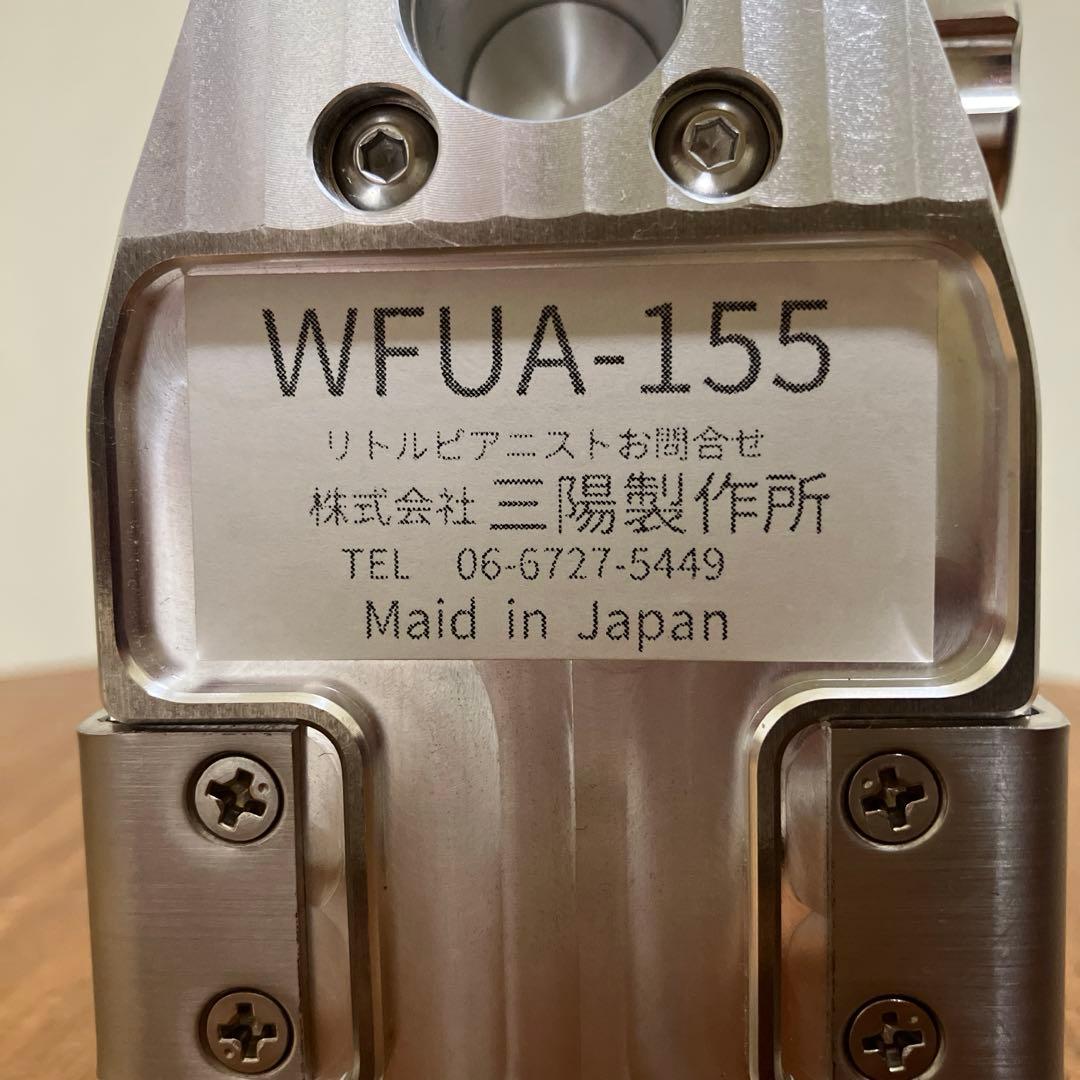 WFUA-155
リトルピアニストお問合せ
株式会社 三陽製作所
TEL 06-6727-5449
Maid in Japan